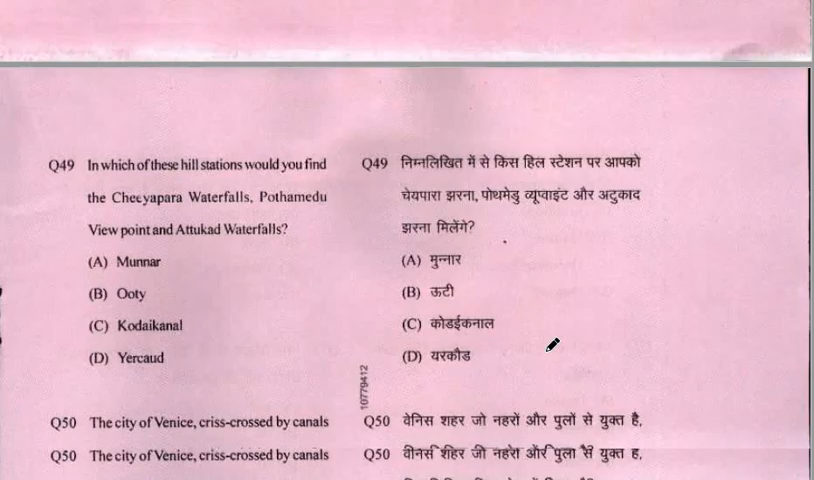 Q49 In which of these hill stations would you find
the Cheeyapara Waterfalls, Pothamedu
View point and Attukad Waterfalls?
(A) Munnar
(B) Ooty
(C) Kodaikanal
(D) Yercaud
Q50 The city of Venice, criss-crossed by canals
Q50 The city of Venice, criss-crossed by canals
Q49 निम्नलिखित में से किस हिल स्टेशन पर आपको
चेयपारा झरना, पोथमेडु व्यूप्वाइंट और अटुकाद
झरना मिलेंगे?
(A) मुन्नार
(B) ऊटी
(C) कोडईकनाल
(D) यरकौड
10779412
Q50 वेनिस शहर जो नहरों और पुलों से युक्त है,
Q50